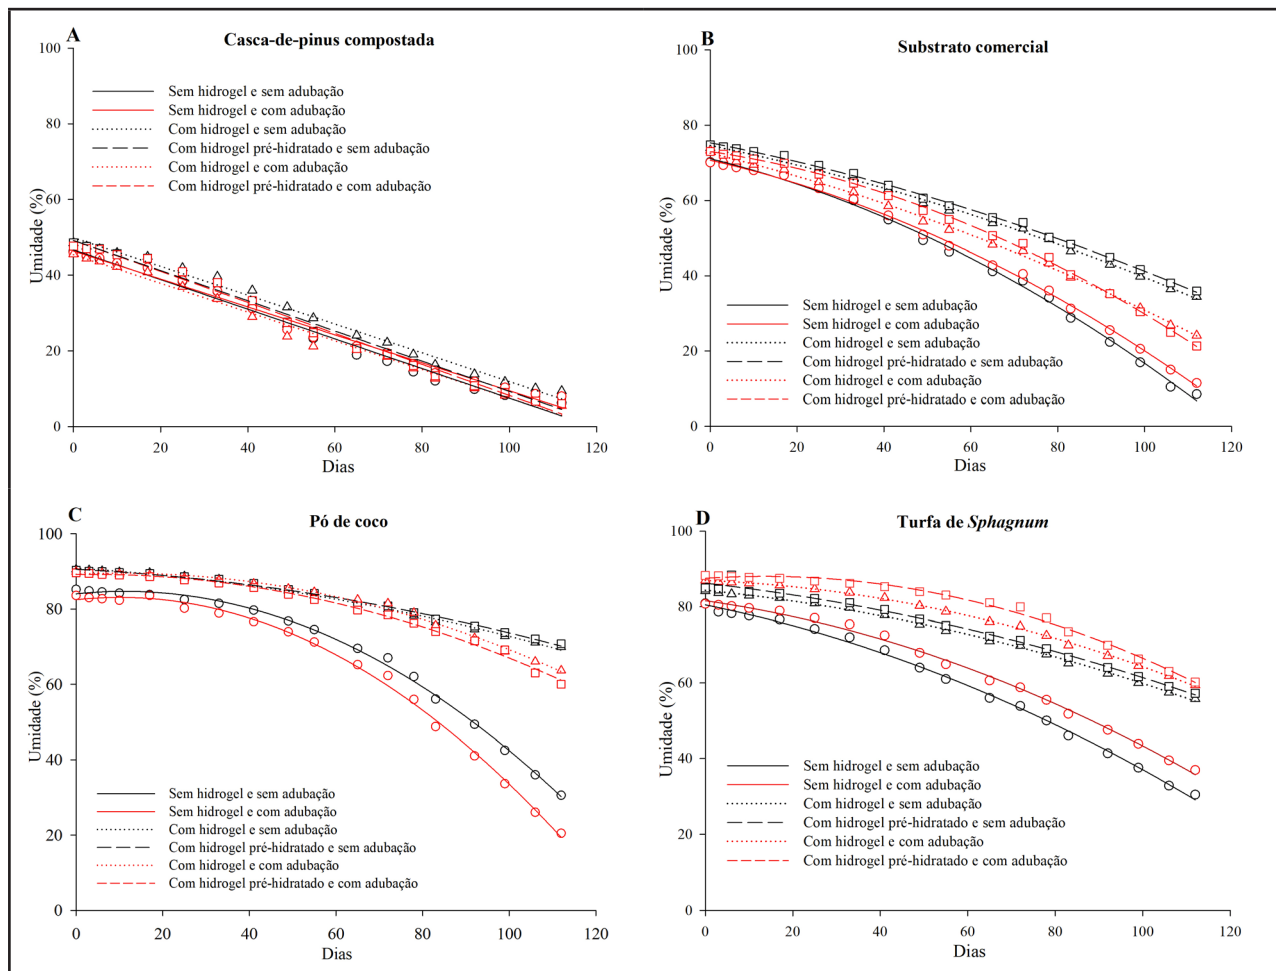 A
Casca-de-pinus compostada
100
80
60
40
20
0
Umidade (%)
Sem hidrogel e sem adubação
Sem hidrogel e com adubação
Com hidrogel e sem adubação
Com hidrogel pré-hidratado e sem adubação
Com hidrogel e com adubação
Com hidrogel pré-hidratado e com adubação
0 20 40 60 80 100 120
Dias
B
Substrato comercial
100
80
60
40
20
0
Umidade (%)
Sem hidrogel e sem adubação
Sem hidrogel e com adubação
Com hidrogel e sem adubação
Com hidrogel pré-hidratado e sem adubação
Com hidrogel e com adubação
Com hidrogel pré-hidratado e com adubação
0 20 40 60 80 100 120
Dias
C
Pó de coco
100
80
60
40
20
0
Umidade (%)
Sem hidrogel e sem adubação
Sem hidrogel e com adubação
Com hidrogel e sem adubação
Com hidrogel pré-hidratado e sem adubação
Com hidrogel e com adubação
Com hidrogel pré-hidratado e com adubação
0 20 40 60 80 100 120
Dias
D
Turfa de Sphagnum
100
80
60
40
20
0
Umidade (%)
Sem hidrogel e sem adubação
Sem hidrogel e com adubação
Com hidrogel e sem adubação
Com hidrogel pré-hidratado e sem adubação
Com hidrogel e com adubação
Com hidrogel pré-hidratado e com adubação
0 20 40 60 80 100 120
Dias